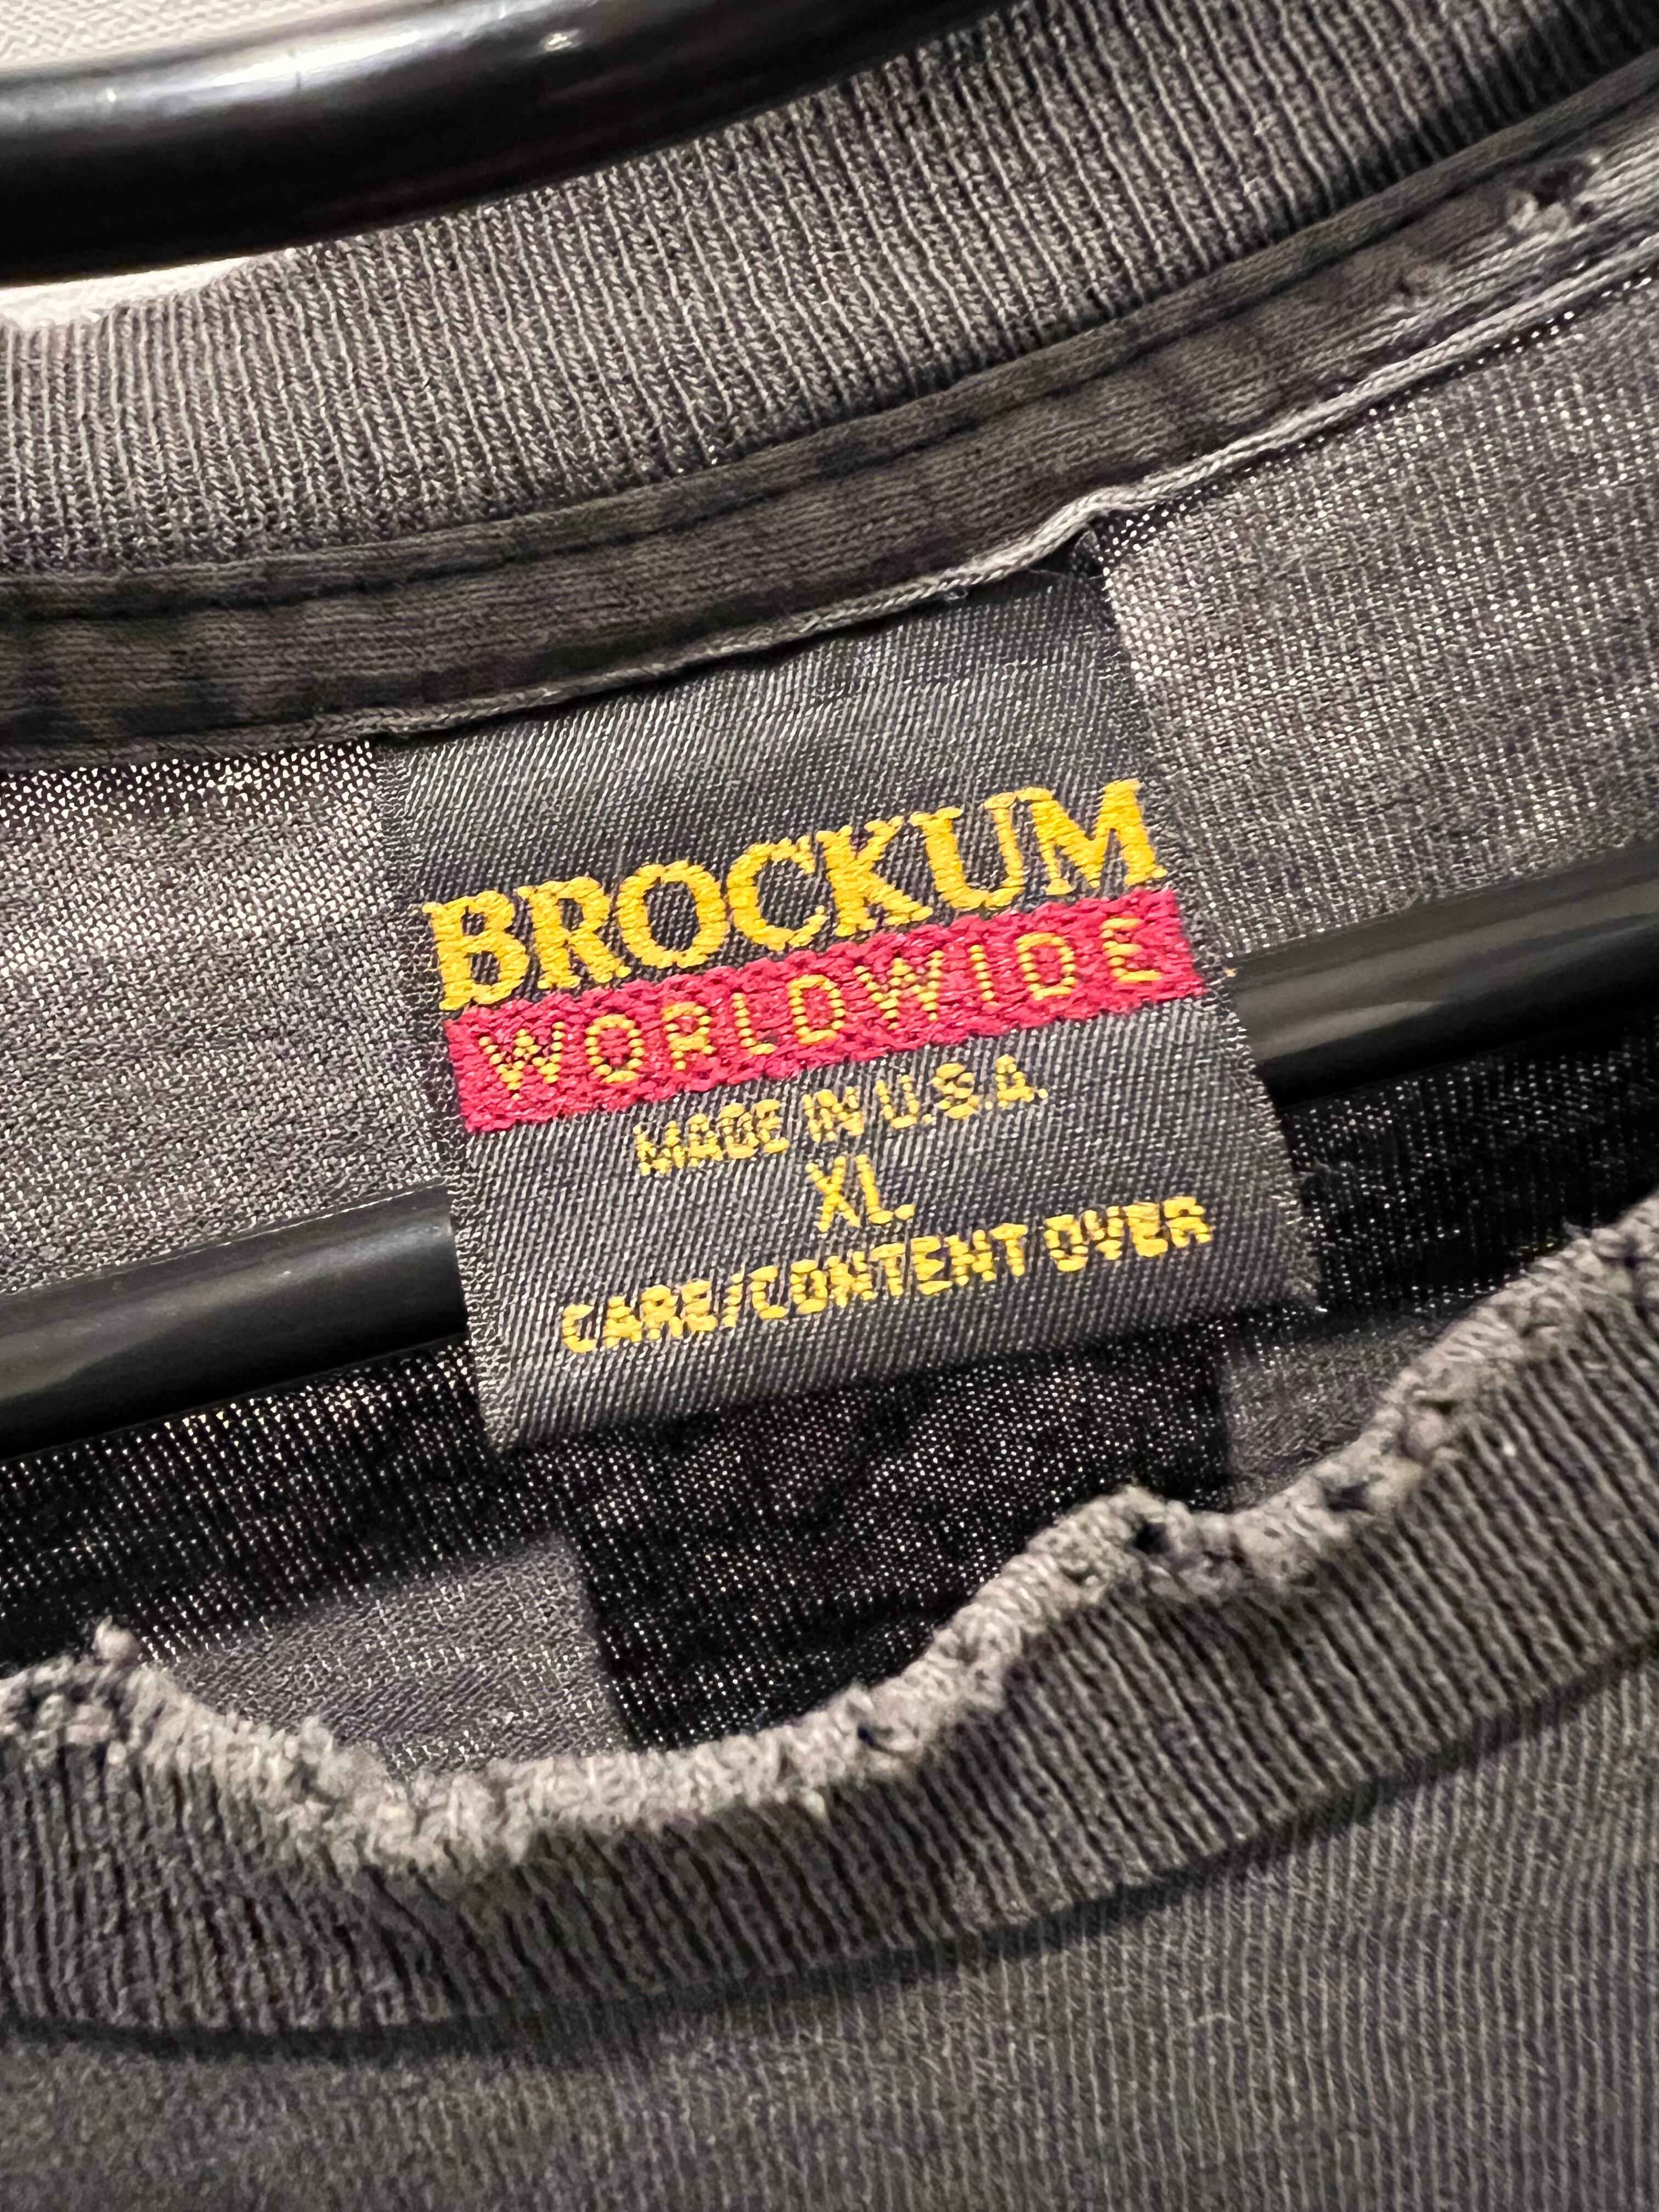 BROCKUM
WORLDWIDE
MADE IN U.S.A.
XL
CARE/CONTENT OVER